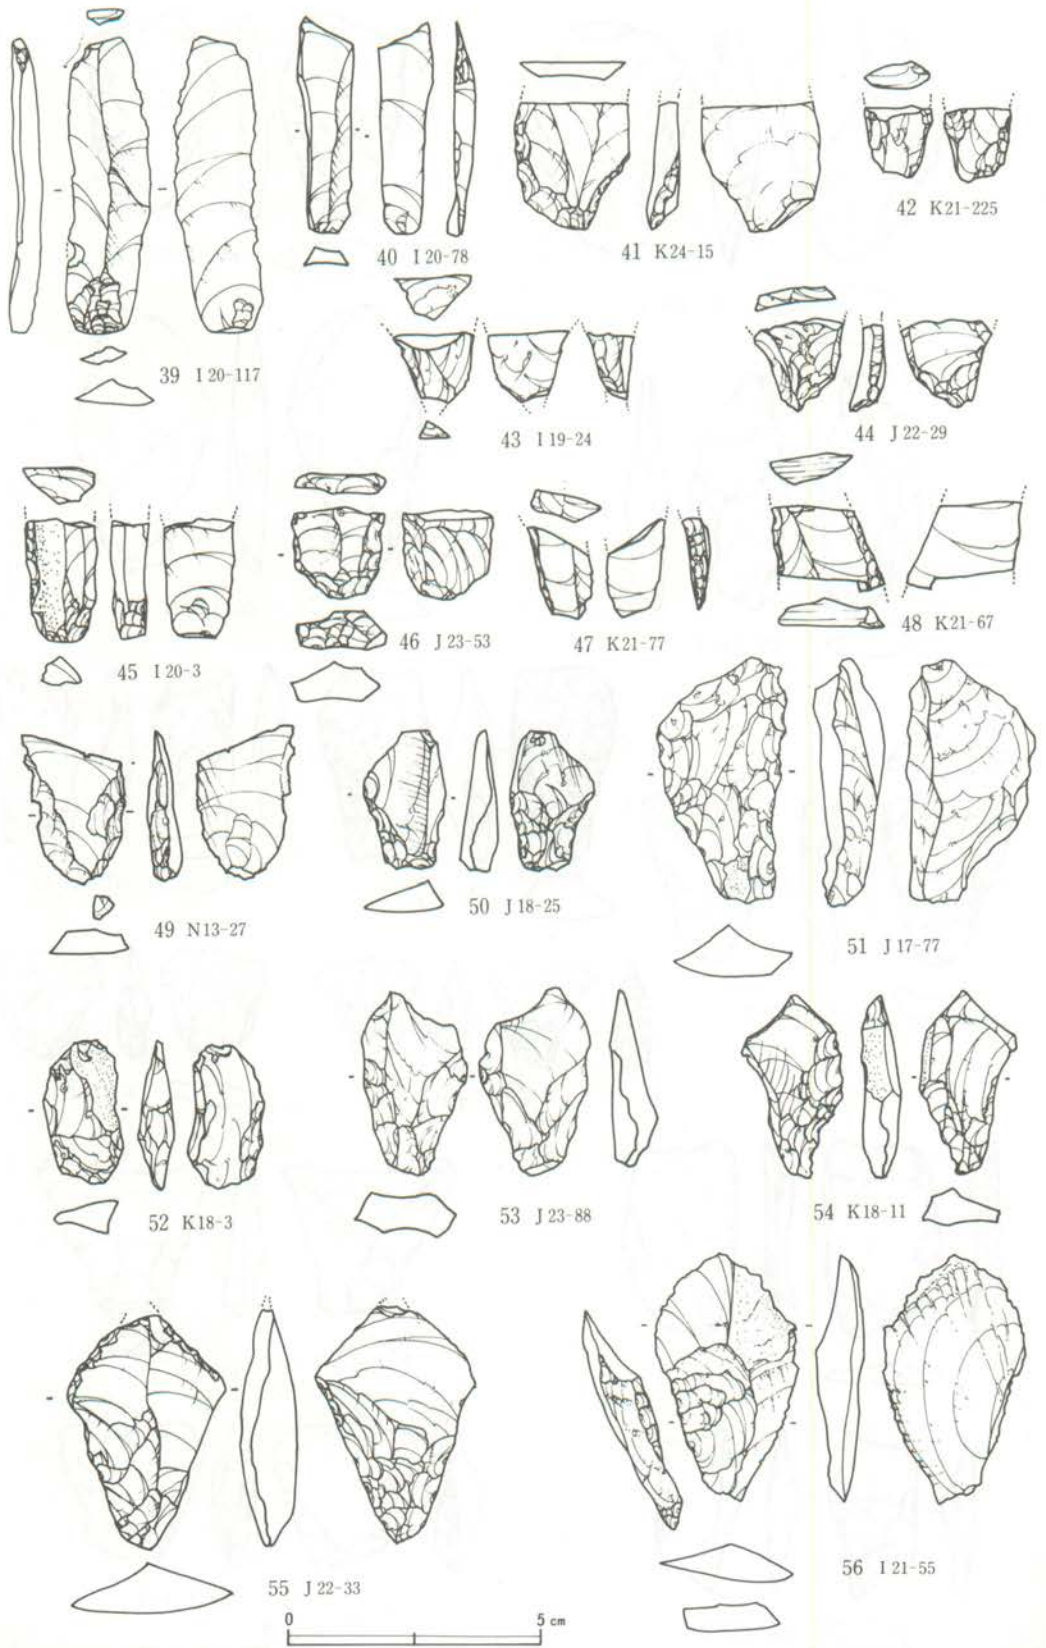 40 I 20-78
41 K24-15
42 K21-225
39 I 20-117
43 I 19-24
44 J 22-29
45 I 20-3
46 J 23-53
47 K21-77
48 K21-67
49 N13-27
50 J 18-25
51 J 17-77
52 K18-3
53 J 23-88
54 K18-11
55 J 22-33
56 I 21-55
0 5 cm